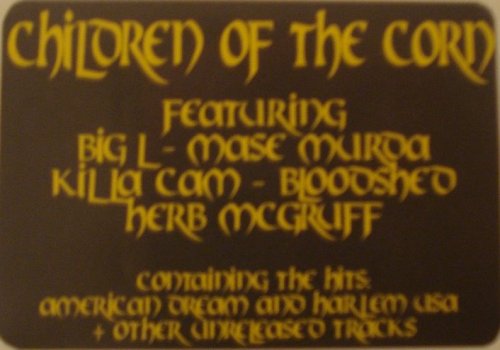 CHILDREN OF THE CORN
FEATURING
BIG L - MASE MURDA
KILLA CAM - BLOODSHED
HERB MCGRUFF
CONTAINING THE HITS:
AMERICAN DREAM AND HARLEM USA
+ OTHER UNRELEASED TRACKS